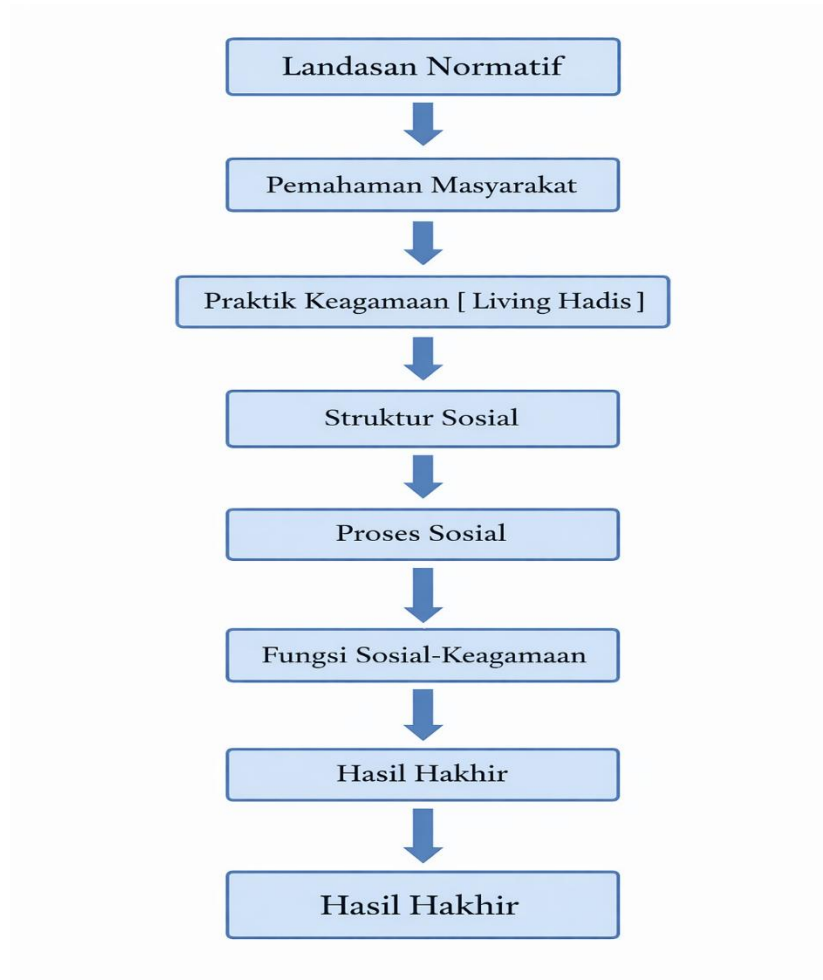 Landasan Normatif
Pemahaman Masyarakat
Praktik Keagamaan [ Living Hadis ]
Struktur Sosial
Proses Sosial
Fungsi Sosial-Keagamaan
Hasil Hakhir
Hasil Hakhir